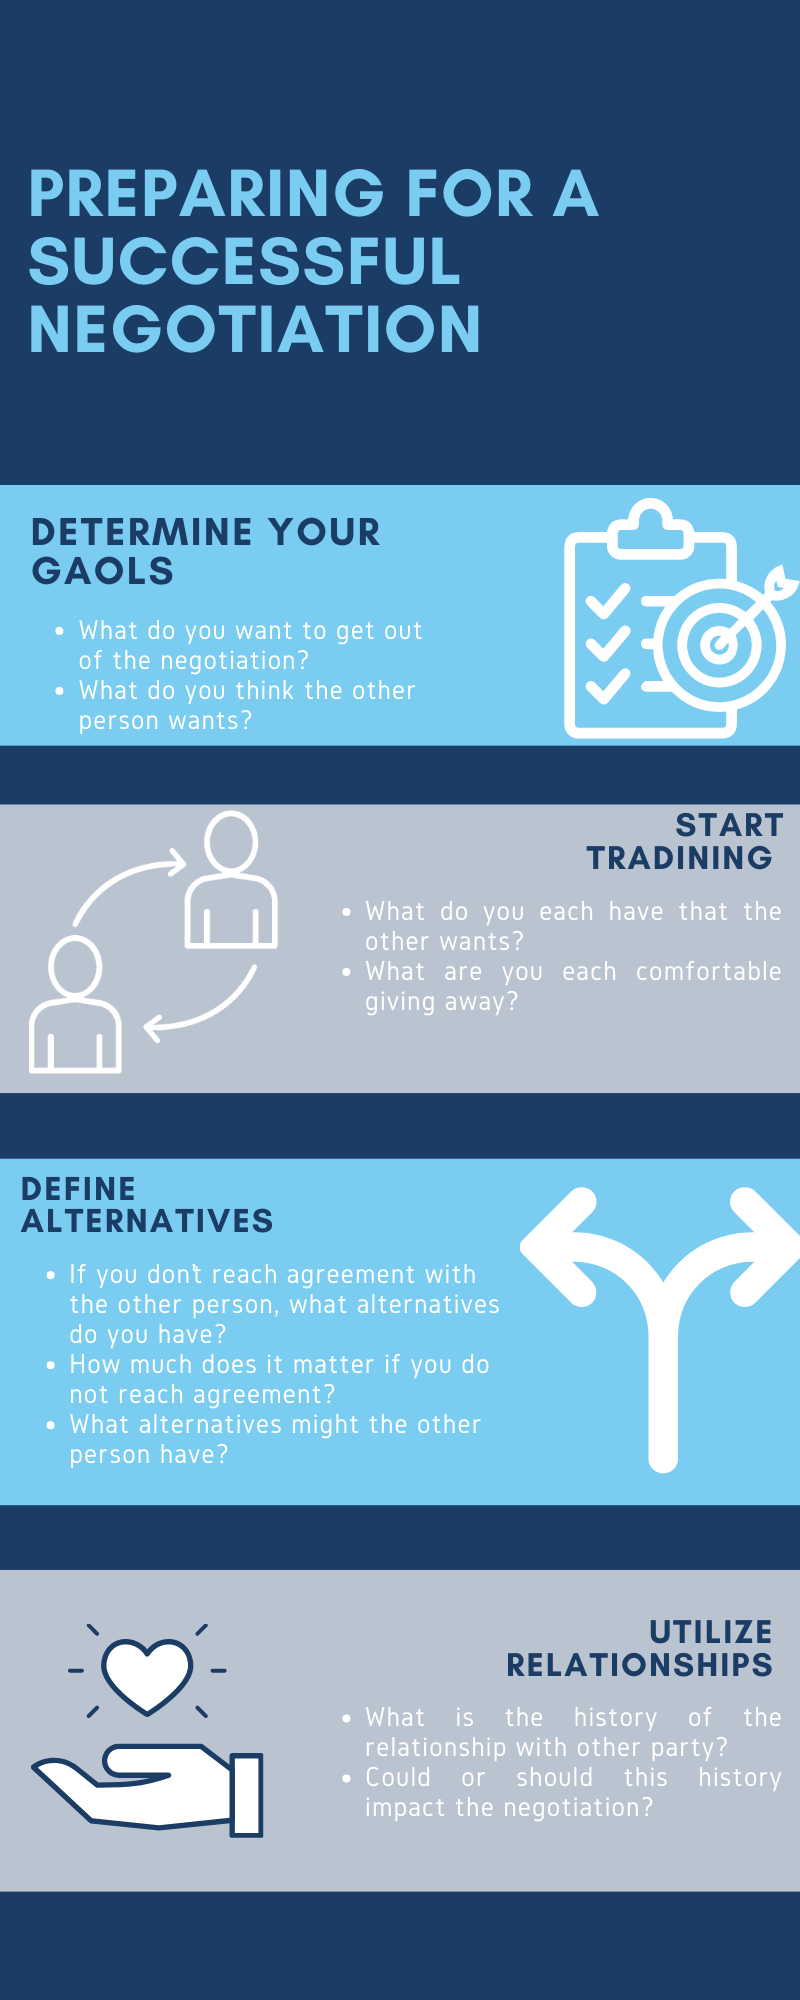 PREPARING FOR A
SUCCESSFUL
NEGOTIATION
DETERMINE YOUR
GAOLS
• What do you want to get out
of the negotiation?
• What do you think the other
person wants?
START
TRADINING
• What do you each have that the
other wants?
• What are you each comfortable
giving away?
DEFINE
ALTERNATIVES
• If you don't reach agreement with
the other person, what alternatives
do you have?
• How much does it matter if you do
not reach agreement?
• What alternatives might the other
person have?
UTILIZE
RELATIONSHIPS
• What is the history of the
relationship with other party?
• Could or should this history
impact the negotiation?